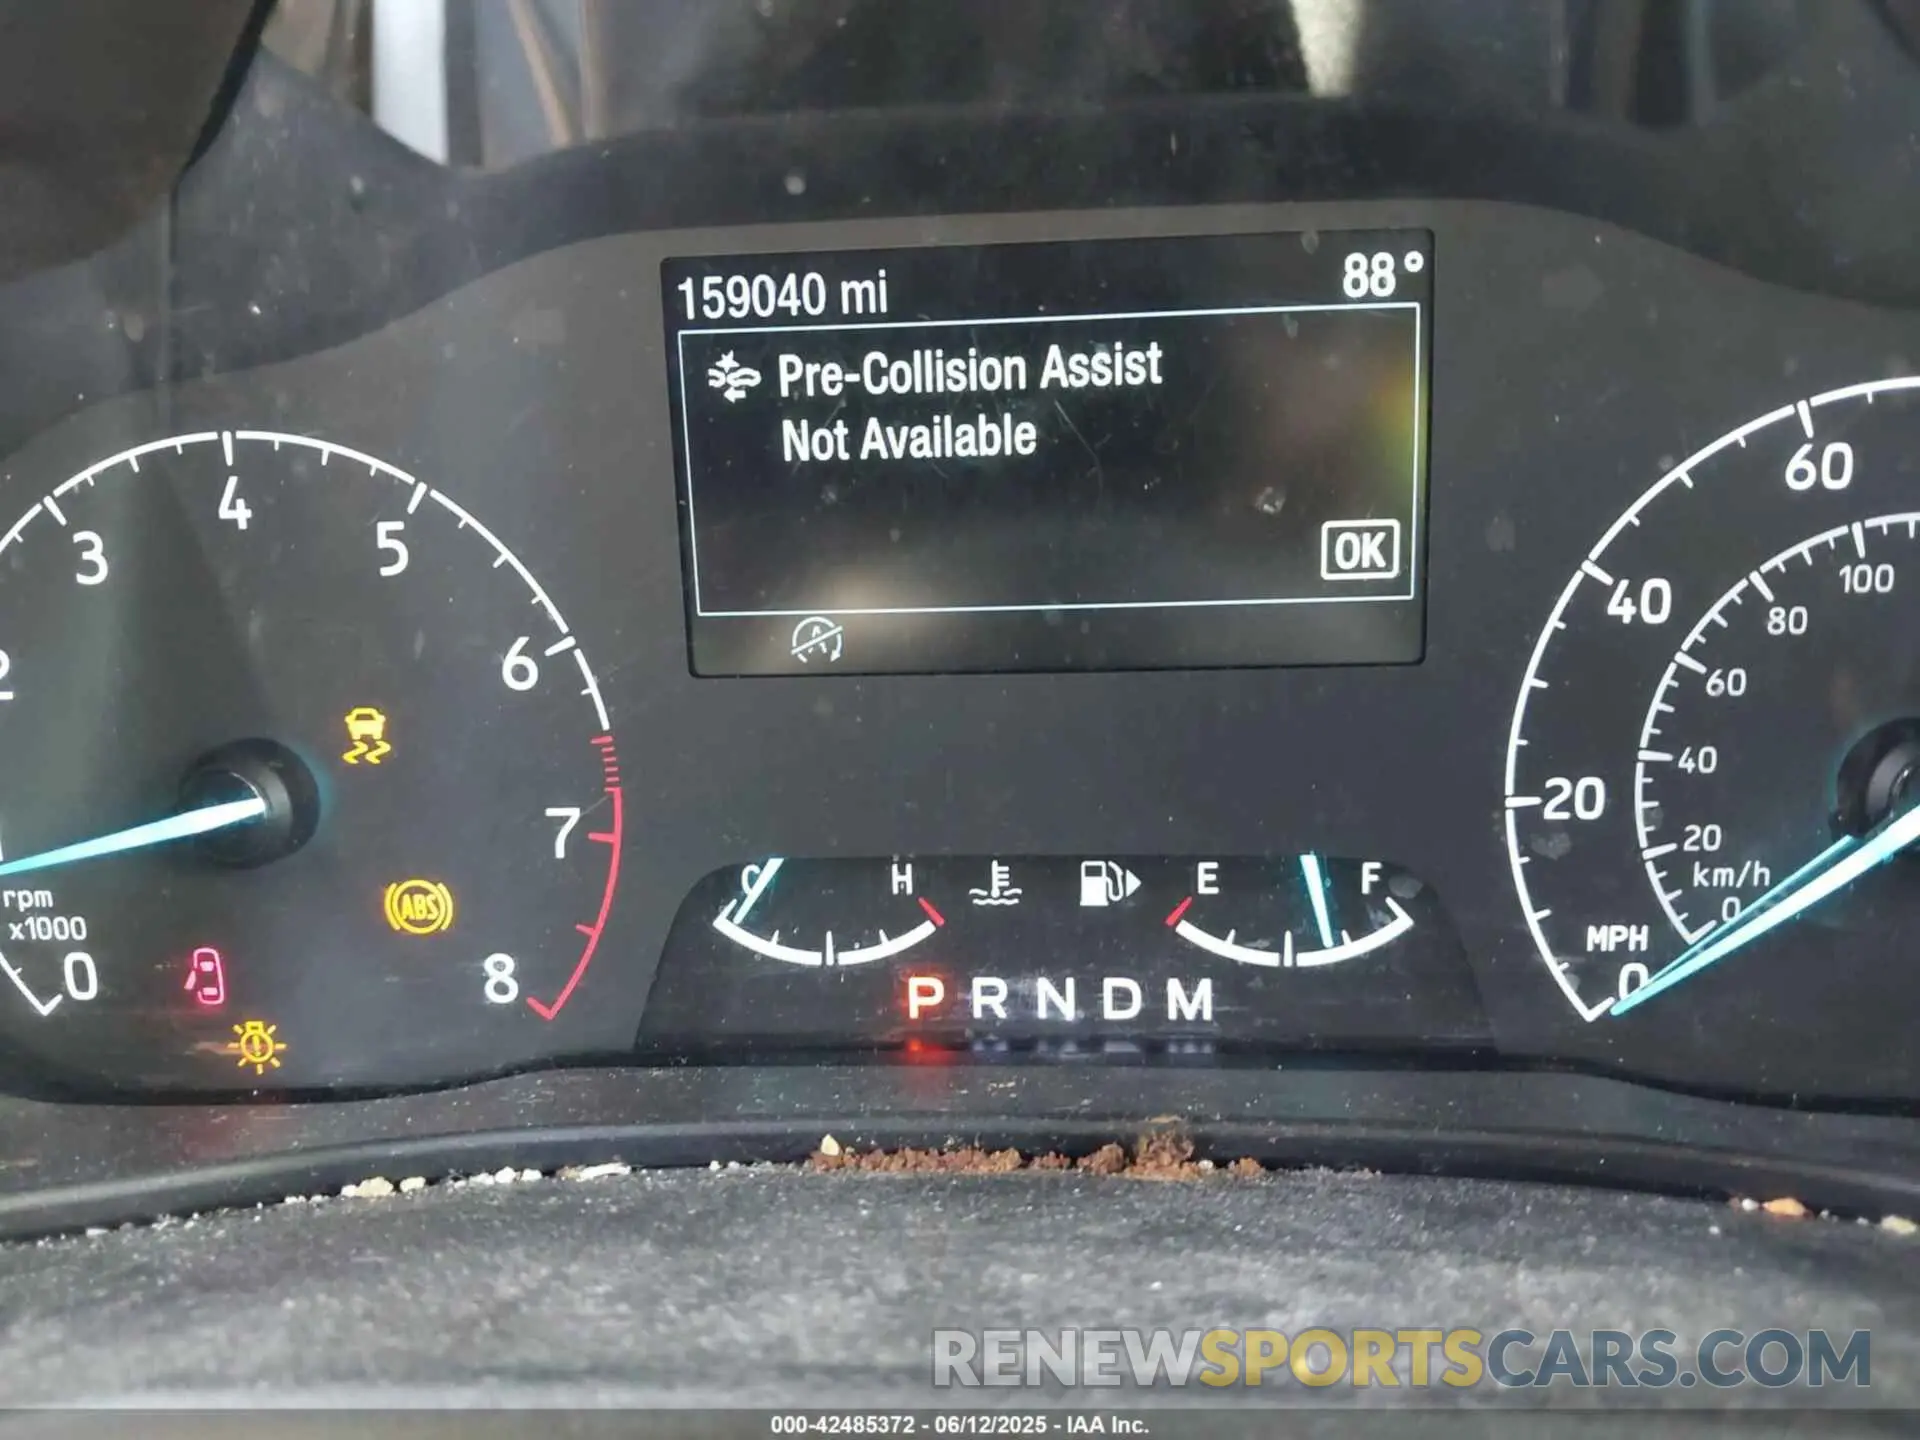 159040 mi 88°
Pre-Collision Assist
Not Available
OK
A
3 4 5 6 7 8
rpm
x1000
0
ABS
C H E F
P R N D M
60
40
20
MPH
0
100
80
60
40
20
km/h
0
RENEWSPORTSCARS.COM
000-42485372 - 06/12/2025 - IAA Inc.